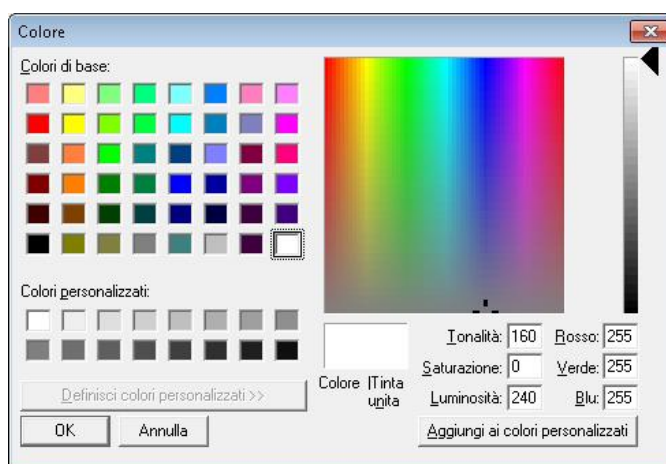 Colore
Colori di base:
Colori personalizzati:
Definisci colori personalizzati >>
OK
Annulla
Colore |Tinta
unita
Tonalità: 160
Saturazione: 0
Luminosità: 240
Rosso: 255
Verde: 255
Blu: 255
Aggiungi ai colori personalizzati